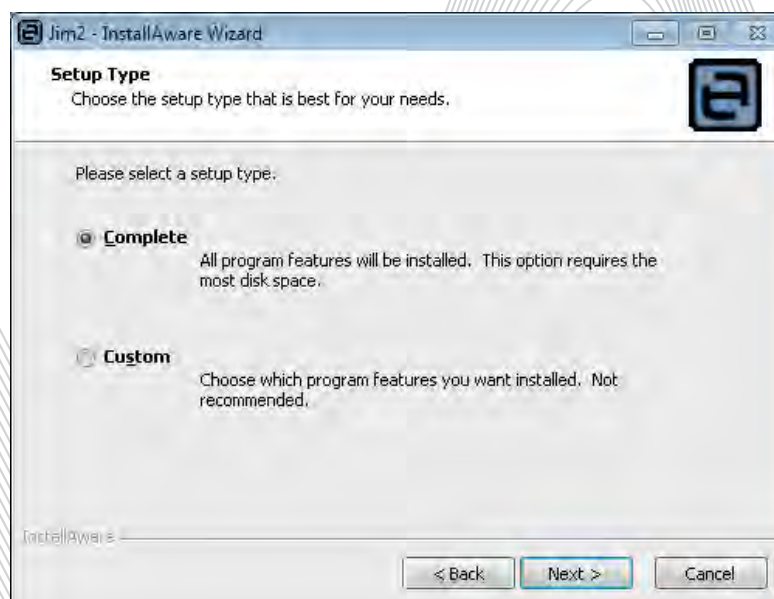 Jim2 - InstallAware Wizard
Setup Type
Choose the setup type that is best for your needs.
Please select a setup type.
Complete
All program features will be installed. This option requires the
most disk space.
Custom
Choose which program features you want installed. Not
recommended.
InstallAware
< Back Next > Cancel